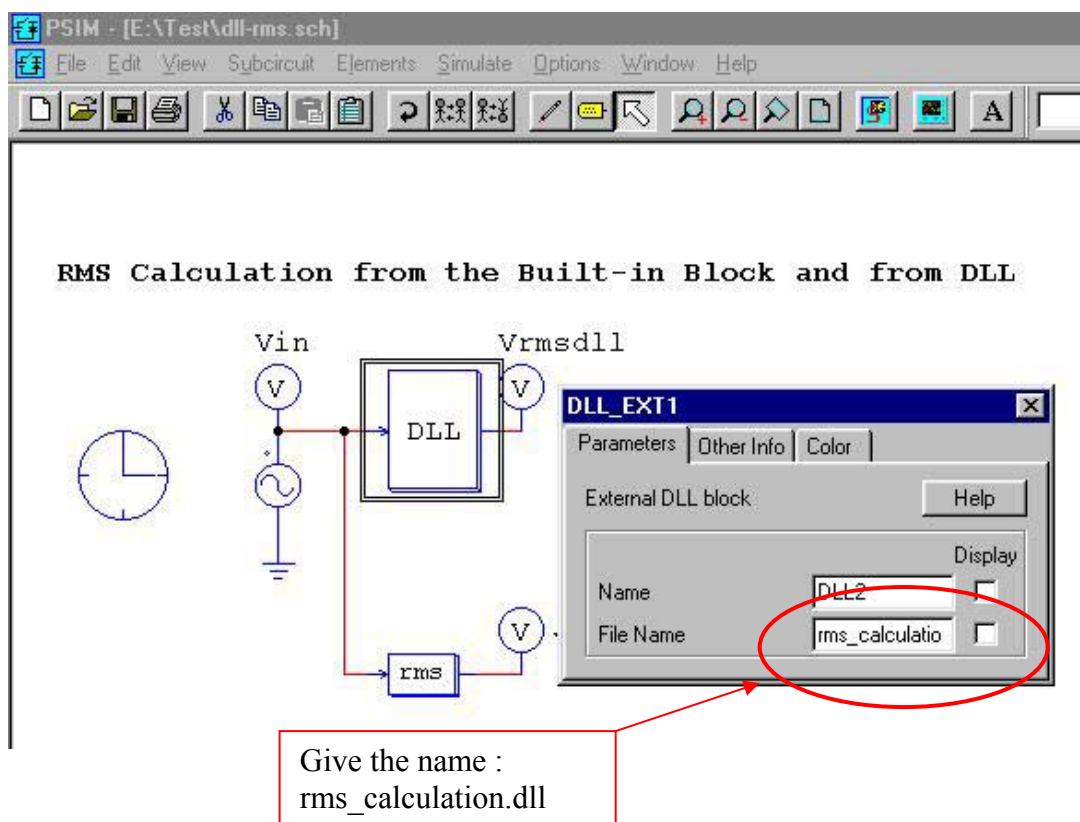 PSIM - [E:\Test\dll-rms.sch]
File Edit View Subcircuit Elements Simulate Options Window Help
A
RMS Calculation from the Built-in Block and from DLL
Vin
Vrmsdll
V
V
DLL
DLL_EXT1
Parameters Other Info Color
External DLL block
Help
Display
Name
DLL2
File Name
rms_calculatio
V
rms
Give the name :
rms_calculation.dll